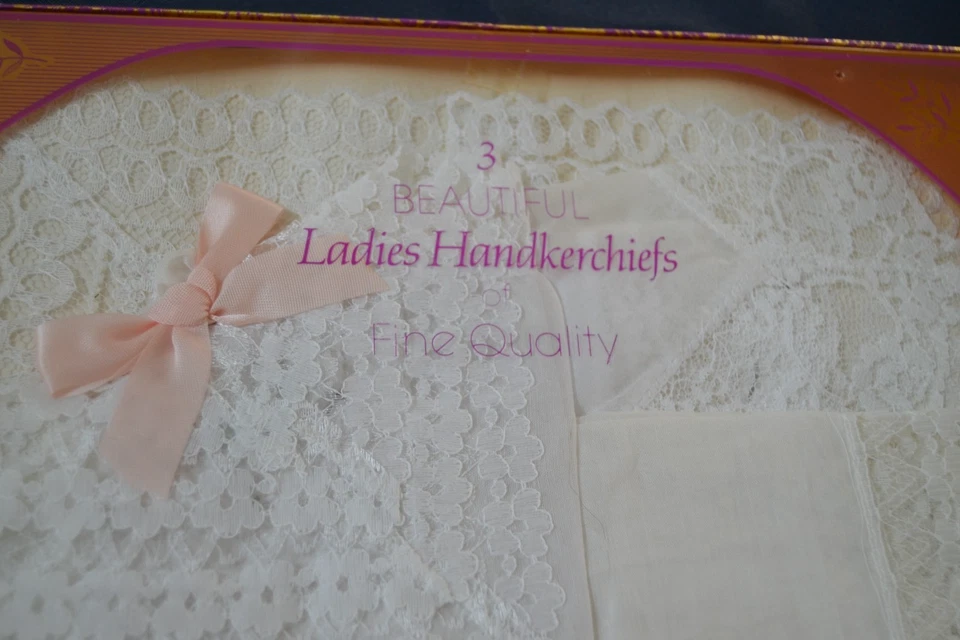 3
BEAUTIFUL
Ladies Handkerchiefs
of
Fine Quality